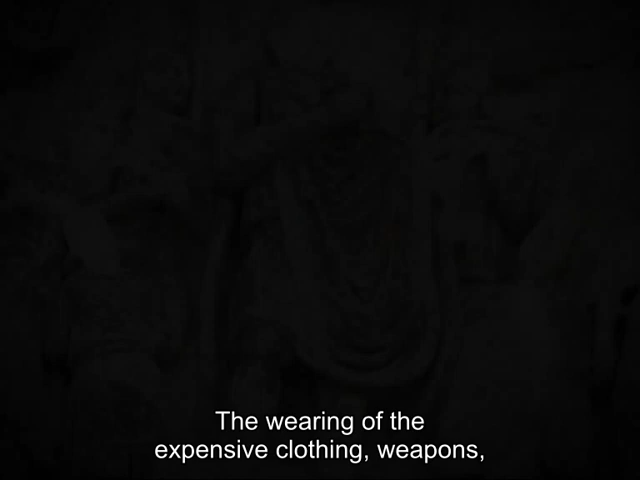 The wearing of the
expensive clothing, weapons,